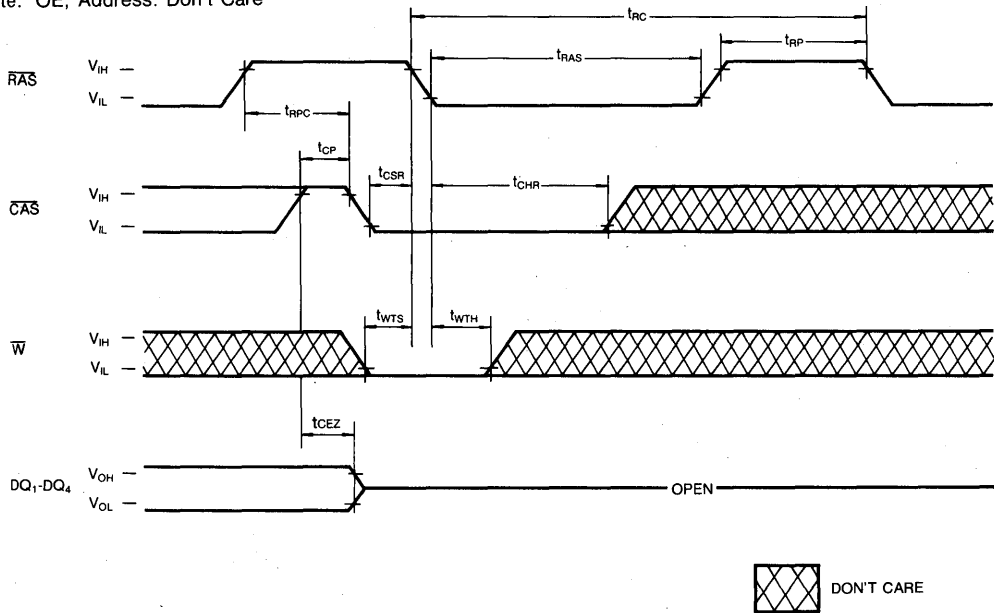 te: OE, Address: Don't Care
tRC
tRP
tRAS
RAS
VIH
VIL
tRPC
tCP
tCSR
tCHR
CAS
VIH
VIL
tWTS
tWTH
W
VIH
VIL
tCEZ
DQ1-DQ4
VOH
VOL
OPEN
DON'T CARE